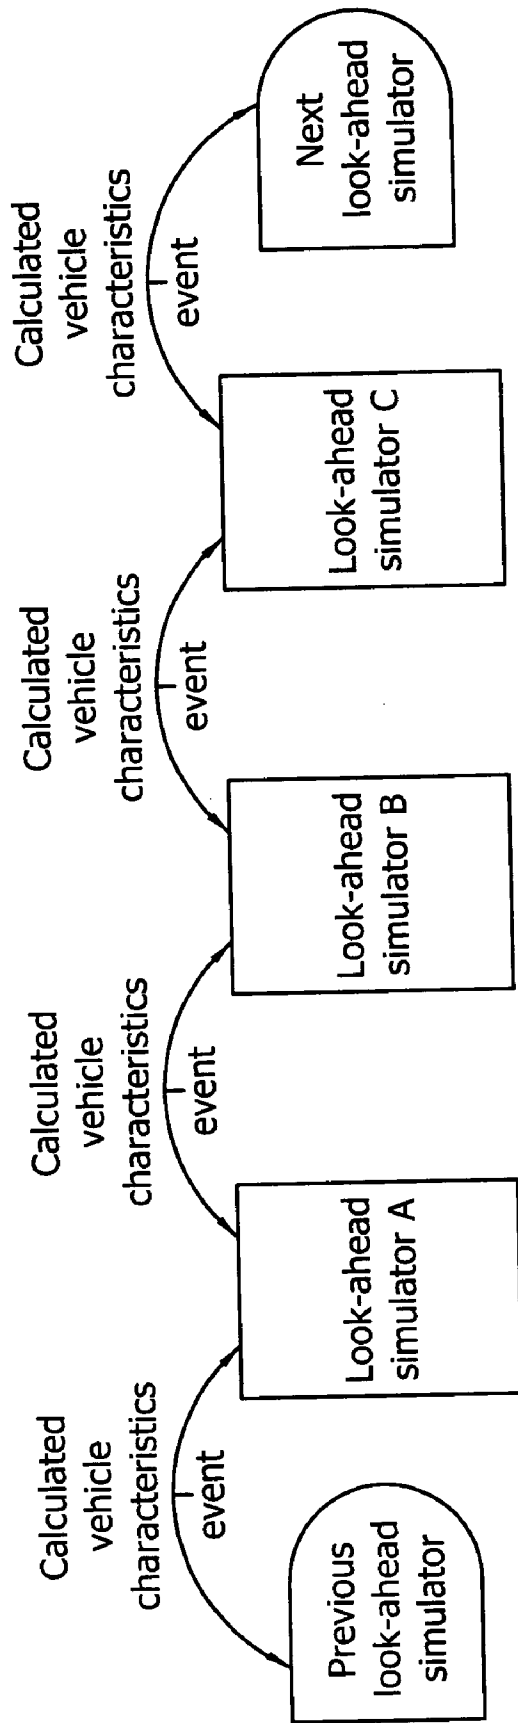 Calculated
vehicle
characteristics
event
Calculated
vehicle
characteristics
event
Calculated
vehicle
characteristics
event
Calculated
vehicle
characteristics
event
Previous
look-ahead
simulator
Look-ahead
simulator A
Look-ahead
simulator B
Look-ahead
simulator C
Next
look-ahead
simulator